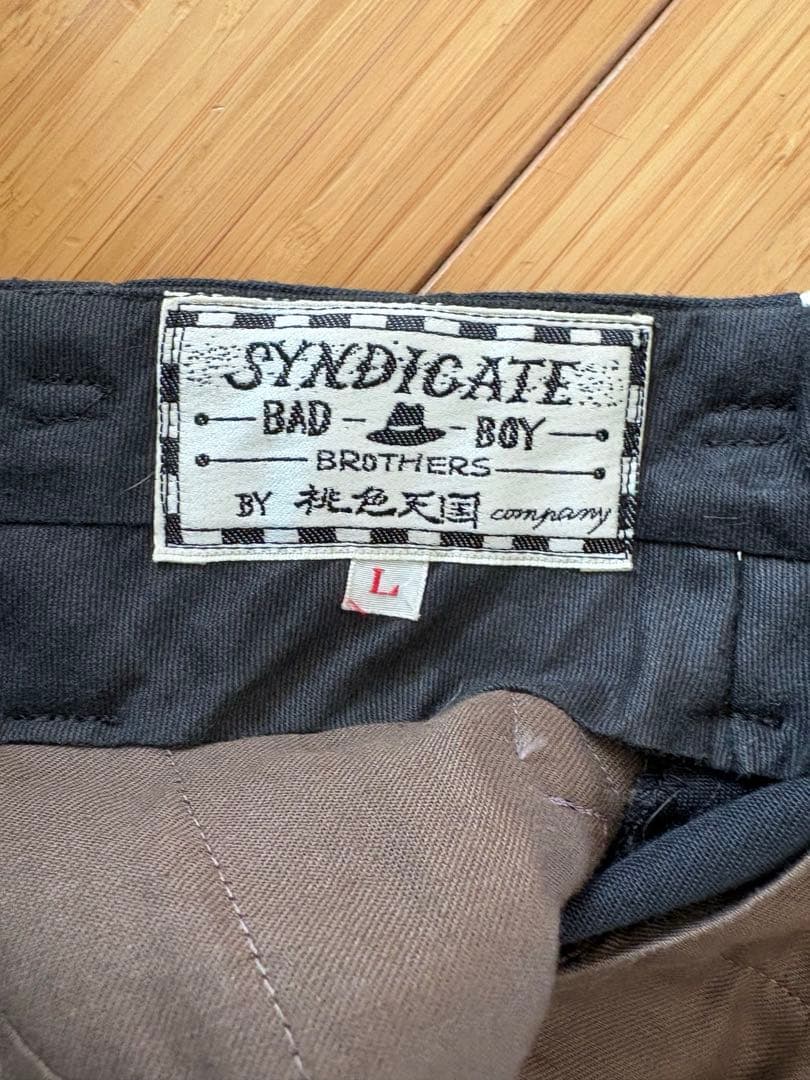 SYNDICATE
BAD BOY
BROTHERS
BY 桃色天国 company
L